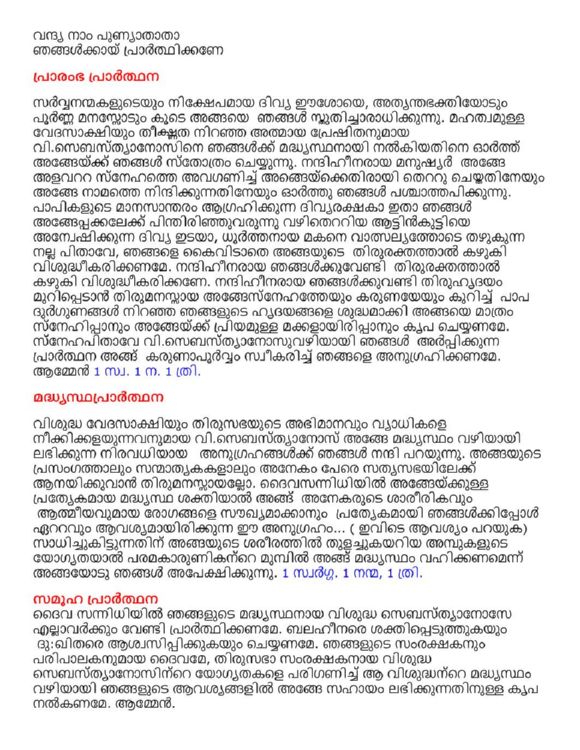 വന്ദ്യ നാം പുണ്യാതാതാ
ഞങ്ങൾക്കായ് പ്രാർത്ഥിക്കണേ
പ്രാരംഭ പ്രാർത്ഥന
സർവ്വനന്മകളുടെയും നിക്ഷേപമായ ദിവ്യ ഈശോയെ, അത്യന്തഭക്തിയോടും
പൂർണ്ണ മനസ്സോടും കൂടെ അങ്ങയെ ഞങ്ങൾ സ്തുതിച്ചാരാധിക്കുന്നു. മഹത്വമുള്ള
വേദസാക്ഷിയും തീക്ഷ്ണത നിറഞ്ഞ അത്മായ പ്രേഷിതനുമായ
വി.സെബസ്ത്യാനോസിനെ ഞങ്ങൾക്ക് മദ്ധ്യസ്ഥനായി നൽകിയതിനെ ഓർത്ത്
അങ്ങേയ്ക്ക് ഞങ്ങൾ സ്തോത്രം ചെയ്യുന്നു. നന്ദിഹീനരായ മനുഷ്യർ അങ്ങേ
അളവററ സ്നേഹത്തെ അവഗണിച്ച് അങ്ങെയ്ക്കെതിരായി തെററു ചെയ്തതിനേയും
അങ്ങേ നാമത്തെ നിന്ദിക്കുന്നതിനേയും ഓർത്തു ഞങ്ങൾ പശ്ചാത്തപിക്കുന്നു.
പാപികളുടെ മാനസാന്തരം ആഗ്രഹിക്കുന്ന ദിവ്യരക്ഷകാ ഇതാ ഞങ്ങൾ
അങ്ങേപ്പക്കലേക്ക് പിന്തിരിഞ്ഞുവരുന്നു വഴിതെററിയ ആട്ടിൻകുട്ടിയെ
അന്വേഷിക്കുന്ന ദിവ്യ ഇടയാ, ധൂർത്തനായ മകനെ വാത്സല്യത്തോടെ തഴുകുന്ന
നല്ല പിതാവേ, ഞങ്ങളെ കൈവിടാതെ അങ്ങയുടെ തിരുരക്തത്താൽ കഴുകി
വിശുദ്ധീകരിക്കണമേ. നന്ദിഹീനരായ ഞങ്ങൾക്കുവേണ്ടി തിരുരക്തത്താൽ
കഴുകി വിശുദ്ധീകരിക്കണേ. നന്ദിഹീനരായ ഞങ്ങൾക്കുവണ്ടി തിരുഹൃദയം
മുറിപ്പെടാൻ തിരുമനസ്സായ അങ്ങേസ്നേഹത്തേയും കരുണയേയും കുറിച്ച് പാപ
ദുർഗുണങ്ങൾ നിറഞ്ഞ ഞങ്ങളുടെ ഹൃദയങ്ങളെ ശുദ്ധമാക്കി അങ്ങയെ മാത്രം
സ്നേഹിപ്പാനും അങ്ങേയ്ക്ക് പ്രിയമുള്ള മക്കളായിരിപ്പാനും കൃപ ചെയ്യണമേ.
സ്നേഹപിതാവേ വി.സെബസ്ത്യാനോസുവഴിയായി ഞങ്ങൾ അർപ്പിക്കുന്ന
പ്രാർത്ഥന അങ്ങ് കരുണാപൂർവ്വം സ്വീകരിച്ച് ഞങ്ങളെ അനുഗ്രഹിക്കണമേ.
ആമ്മേൻ 1 സ്വ. 1 ന. 1 ത്രി.
മദ്ധ്യസ്ഥപ്രാർത്ഥന
വിശുദ്ധ വേദസാക്ഷിയും തിരുസഭയുടെ അഭിമാനവും വ്യാധികളെ
നീക്കിക്കളയുന്നവനുമായ വി.സെബസ്ത്യാനോസ് അങ്ങേ മദ്ധ്യസ്ഥം വഴിയായി
ലഭിക്കുന്ന നിരവധിയായ അനുഗ്രഹങ്ങൾക്ക് ഞങ്ങൾ നന്ദി പറയുന്നു. അങ്ങയുടെ
പ്രസംഗത്താലും സന്മാതൃകകളാലും അനേകം പേരെ സത്യസഭയിലേക്ക്
ആനയിക്കുവാൻ തിരുമനസ്സായല്ലോ. ദൈവസന്നിധിയിൽ അങ്ങേയ്ക്കുള്ള
പ്രത്യേകമായ മദ്ധ്യസ്ഥ ശക്തിയാൽ അങ്ങ് അനേകരുടെ ശാരീരികവും
ആത്മീയവുമായ രോഗങ്ങളെ സൗഖ്യമാക്കാനും പ്രത്യേകമായി ഞങ്ങൾക്കിപ്പോൾ
ഏററവും ആവശ്യമായിരിക്കുന്ന ഈ അനുഗ്രഹം... ( ഇവിടെ ആവശ്യം പറയുക)
സാധിച്ചുകിട്ടുന്നതിന് അങ്ങയുടെ ശരീരത്തിൽ തുളച്ചുകയറിയ അമ്പുകളുടെ
യോഗ്യതയാൽ പരമകാരുണികന്റെ മുമ്പിൽ അങ്ങ് മദ്ധ്യസ്ഥം വഹിക്കണമെന്ന്
അങ്ങയോടു ഞങ്ങൾ അപേക്ഷിക്കുന്നു. 1 സ്വർഗ്ഗ. 1 നന്മ, 1 ത്രി.
സമൂഹ പ്രാർത്ഥന
ദൈവ സന്നിധിയിൽ ഞങ്ങളുടെ മദ്ധ്യസ്ഥനായ വിശുദ്ധ സെബസ്ത്യാനോസേ
എല്ലാവർക്കും വേണ്ടി പ്രാർത്ഥിക്കണമേ. ബലഹീനരെ ശക്തിപ്പെടുത്തുകയും
ദു:ഖിതരെ ആശ്വസിപ്പിക്കുകയും ചെയ്യണമേ. ഞങ്ങളുടെ സംരക്ഷകനും
പരിപാലകനുമായ ദൈവമേ, തിരുസഭാ സംരക്ഷകനായ വിശുദ്ധ
സെബസ്ത്യാനോസിന്റെ യോഗ്യതകളെ പരിഗണിച്ച് ആ വിശുദ്ധന്റെ മദ്ധ്യസ്ഥം
വഴിയായി ഞങ്ങളുടെ ആവശ്യങ്ങളിൽ അങ്ങേ സഹായം ലഭിക്കുന്നതിനുള്ള കൃപ
നൽകണമേ. ആമ്മേൻ.